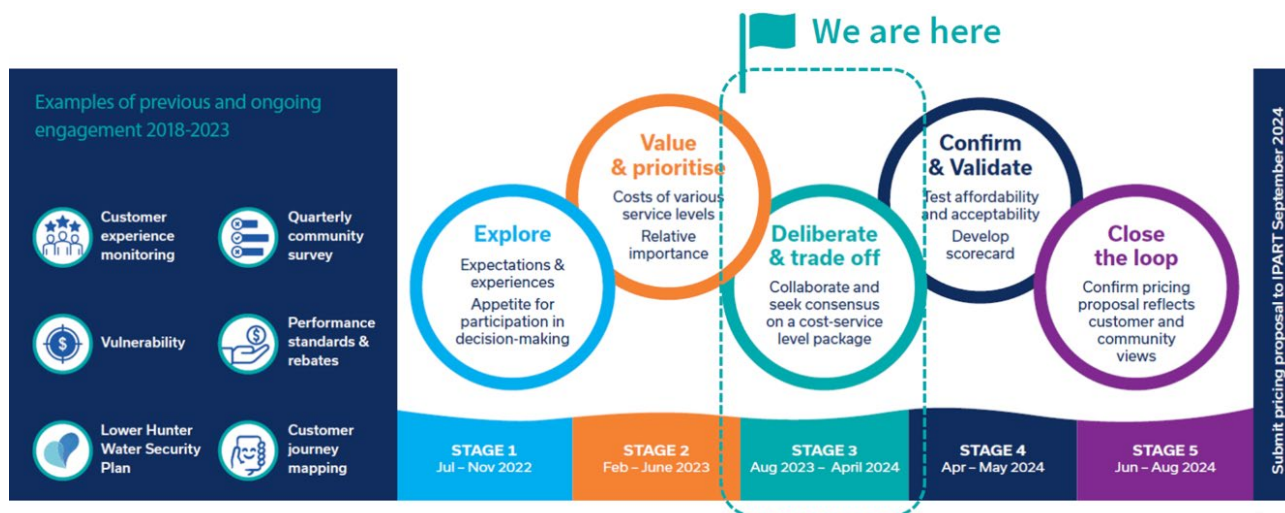 We are here
Examples of previous and ongoing
engagement 2018-2023
Customer
experience
monitoring
Quarterly
community
survey
Vulnerability
Performance
standards &
rebates
Lower Hunter
Water Security
Plan
Customer
journey
mapping
Explore
Expectations &
experiences
Appetite for
participation in
decision-making
Value
& prioritise
Costs of various
service levels
Relative
importance
Deliberate
& trade off
Collaborate and
seek consensus
on a cost-service
level package
Confirm
& Validate
Test affordability
and acceptability
Develop
scorecard
Close
the loop
Confirm pricing
proposal reflects
customer and
community
views
STAGE 1
Jul – Nov 2022
STAGE 2
Feb – June 2023
STAGE 3
Aug 2023 – April 2024
STAGE 4
Apr – May 2024
STAGE 5
Jun – Aug 2024
Submit pricing proposal to IPART September 2024